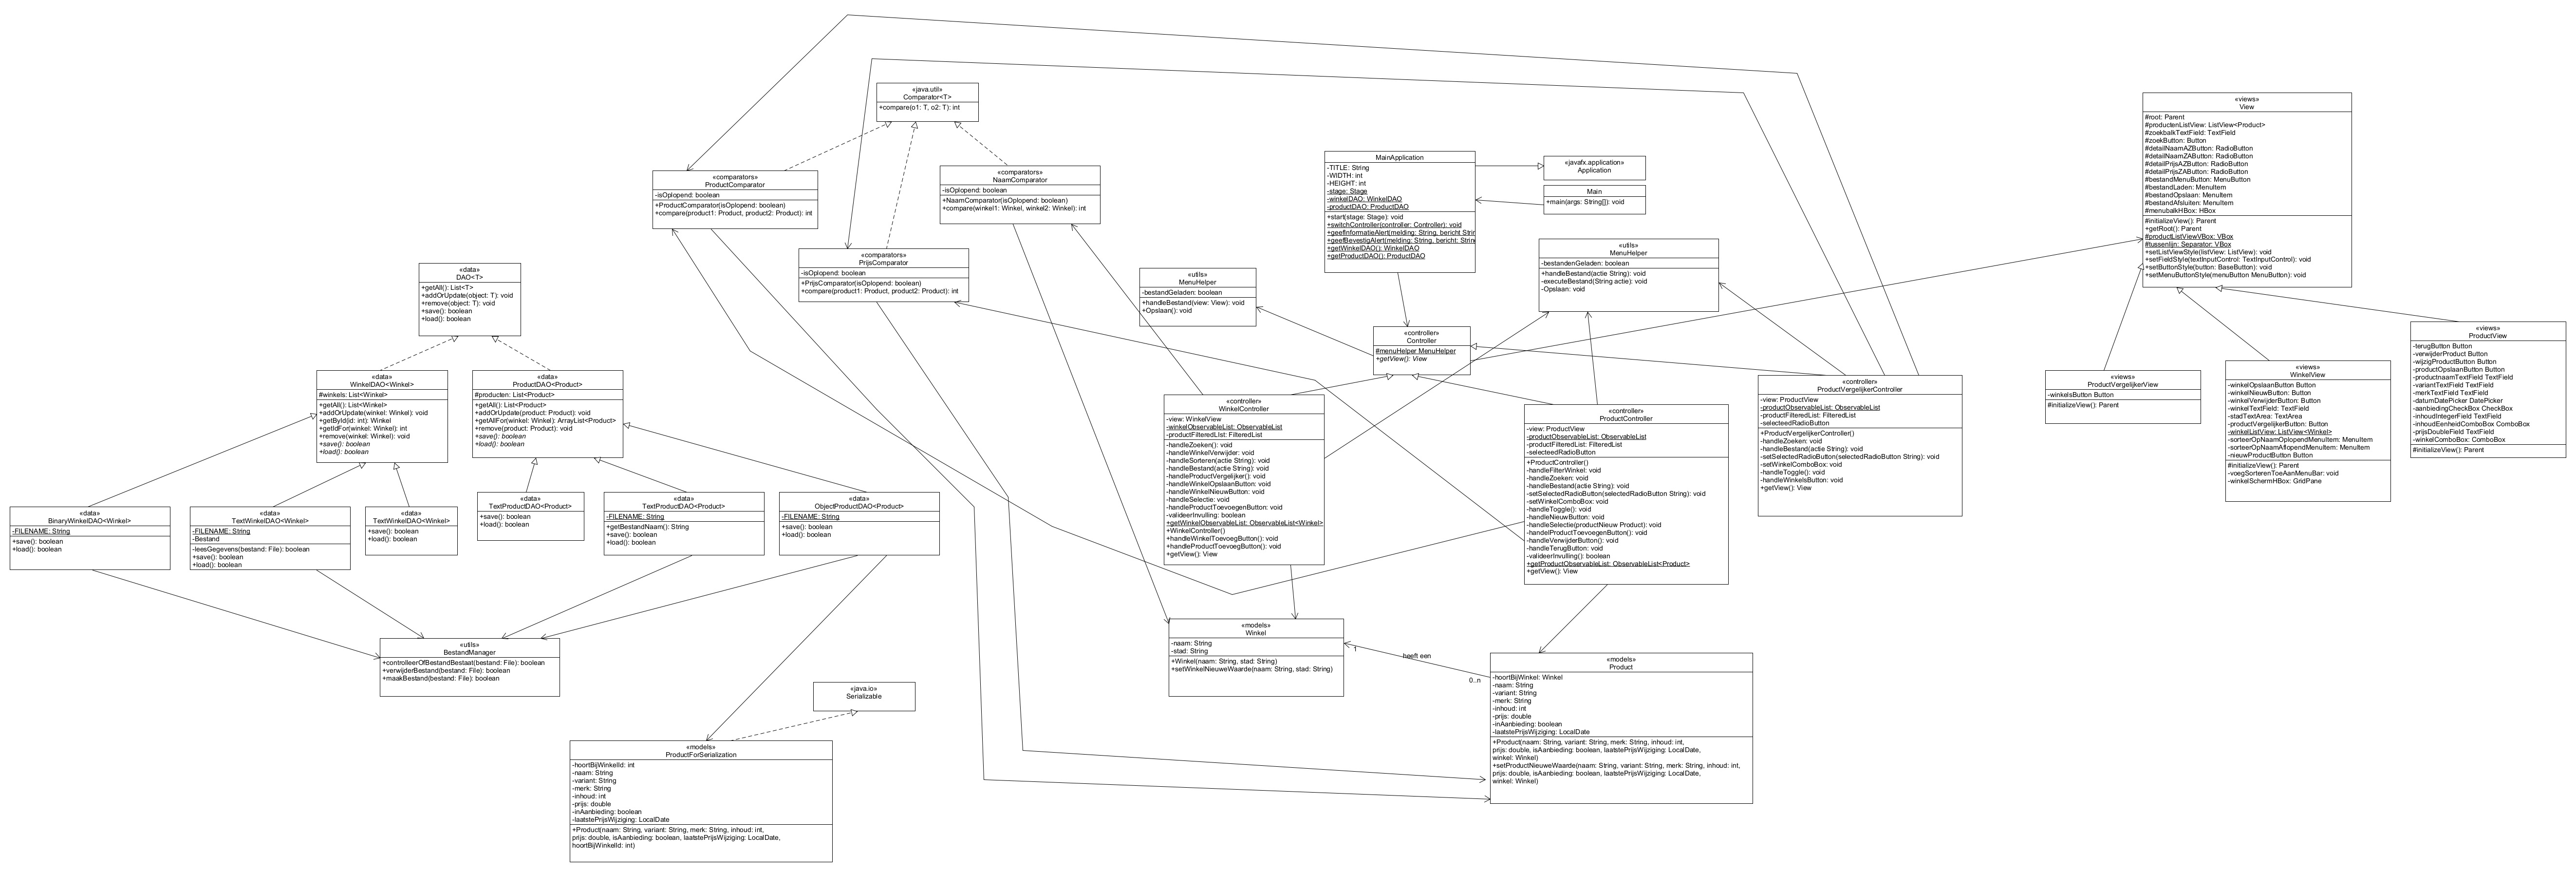 «java.util»
Comparator<T>
+compare(o1: T, o2: T): int
«comparators»
ProductComparator
-isOplopend: boolean
+ProductComparator(isOplopend: boolean)
+compare(product1: Product, product2: Product): int
«comparators»
NaamComparator
-isOplopend: boolean
+NaamComparator(isOplopend: boolean)
+compare(winkel1: Winkel, winkel2: Winkel): int
«comparators»
PrijsComparator
-isOplopend: boolean
+PrijsComparator(isOplopend: boolean)
+compare(product1: Product, product2: Product): int
MainApplication
-TITLE: String
-WIDTH: int
-HEIGHT: int
-stage: Stage
-winkelDAO: WinkelDAO
-productDAO: ProductDAO
+start(stage: Stage): void
+switchController(controller: Controller): void
+geefInformatieAlert(melding: String, bericht Strin
+geefBevestigAlert(melding: String, bericht: Strin
+getWinkelDAO(): WinkelDAO
+getProductDAO(): ProductDAO
«javafx.application»
Application
Main
+main(args: String[]): void
«utils»
MenuHelper
-bestandenGeladen: boolean
+handleBestand(actie String): void
-executeBestand(String actie): void
-Opslaan: void
«utils»
MenuHelper
-bestandGeladen: boolean
+handleBestand(view: View): void
+Opslaan(): void
«controller»
Controller
#menuHelper MenuHelper
+getView(): View
«views»
View
#root: Parent
#productenListView: ListView<Product>
#zoekbalkTextField: TextField
#zoekButton: Button
#detailNaamAZButton: RadioButton
#detailNaamZAButton: RadioButton
#detailPrijsAZButton: RadioButton
#detailPrijsZAButton: RadioButton
#bestandMenuButton: MenuButton
#bestandLaden: MenuItem
#bestandOpslaan: MenuItem
#bestandAfsluiten: MenuItem
#menubalkHBox: HBox
#initializeView(): Parent
+getRoot(): Parent
#productListViewVBox: VBox
#tussenlijn: Separator: VBox
+setListViewStyle(listView: ListView): void
+setFieldStyle(textInputControl: TextInputControl): void
+setButtonStyle(button: BaseButton): void
+setMenuButtonStyle(menuButton MenuButton): void
«data»
DAO<T>
+getAll(): List<T>
+addOrUpdate(object: T): void
+remove(object: T): void
+save(): boolean
+load(): boolean
«data»
WinkelDAO<Winkel>
#winkels: List<Winkel>
+getAll(): List<Winkel>
+addOrUpdate(winkel: Winkel): void
+getById(id: int): Winkel
+getIdFor(winkel: Winkel): int
+remove(winkel: Winkel): void
+save(): boolean
+load(): boolean
«data»
ProductDAO<Product>
#producten: List<Product>
+getAll(): List<Product>
+addOrUpdate(product: Product): void
+getAllFor(winkel: Winkel): ArrayList<Product>
+remove(product: Product): void
+save(): boolean
+load(): boolean
«data»
BinaryWinkelDAO<Winkel>
-FILENAME: String
+save(): boolean
+load(): boolean
«data»
TextWinkelDAO<Winkel>
-FILENAME: String
-Bestand
-leesGegevens(bestand: File): boolean
+save(): boolean
+load(): boolean
«data»
TextWinkelDAO<Winkel>
+save(): boolean
+load(): boolean
«data»
TextProductDAO<Product>
+save(): boolean
+load(): boolean
«data»
TextProductDAO<Product>
-FILENAME: String
+getBestandNaam(): String
+save(): boolean
+load(): boolean
«data»
ObjectProductDAO<Product>
-FILENAME: String
+save(): boolean
+load(): boolean
«controller»
WinkelController
-view: WinkelView
-winkelObservableList: ObservableList
-productFilteredList: FilteredList
-handleZoeken(): void
-handleWinkelVerwijder: void
-handleSorteren(actie String): void
-handleBestand(actie String): void
-handleProductVergelijker(): void
-handleWinkelOpslaanButton: void
-handleWinkelNieuwButton: void
-handleSelectie: void
-handleProductToevoegenButton: void
-valideerInvulling: boolean
+getWinkelObservableList: ObservableList<Winkel>
+WinkelController()
+handleWinkelToevoegButton(): void
+handleProductToevoegButton(): void
+getView(): View
«controller»
ProductController
-view: ProductView
-productObservableList: ObservableList
-productFilteredList: FilteredList
-selecteedRadioButton
+ProductController()
-handleFilterWinkel: void
-handleZoeken: void
-handleBestand(actie String): void
-setSelectedRadioButton(selectedRadioButton String): void
-setWinkelComboBox: void
-handleToggle(): void
-handleNieuwButton: void
-handleSelectie(productNieuw Product): void
-handelProductToevoegenButton(): void
-handleVerwijderButton(): void
-handleTerugButton: void
-valideerInvulling(): boolean
+getProductObservableList: ObservableList<Product>
+getView(): View
«controller»
ProductVergelijkerController
-view: ProductView
-productObservableList: ObservableList
-productFilteredList: FilteredList
-selecteedRadioButton
+ProductVergelijkerController()
-handleZoeken: void
-handleBestand(actie String): void
-setSelectedRadioButton(selectedRadioButton String): void
-setWinkelComboBox: void
-handleToggle(): void
-handleWinkelsButton: void
+getView(): View
«views»
ProductVergelijkerView
-winkelsButton Button
#initializeView(): Parent
«views»
WinkelView
-winkelOpslaanButton Button
-winkelNieuwButton: Button
-winkelVerwijderButton: Button
-winkelTextField: TextField
-stadTextArea: TextArea
-productVergelijkerButton: Button
-winkelListView: ListView<Winkel>
-sorteerOpNaamOplopendMenuItem: MenuItem
-sorteerOpNaamAflopendMenuItem: MenuItem
-nieuwProductButton Button
#initializeView(): Parent
-voegSorterenToeAanMenuBar: void
-winkelSchermHBox: GridPane
«views»
ProductView
-terugButton Button
-verwijderProduct Button
-wijzigProductButton Button
-productOpslaanButton Button
-productnaamTextField TextField
-variantTextField TextField
-merkTextField TextField
-datumDatePicker DatePicker
-aanbiedingCheckBox CheckBox
-inhoudIntegerField TextField
-inhoudEenheidComboBox ComboBox
-prijsDoubleField TextField
-winkelComboBox: ComboBox
#initializeView(): Parent
«utils»
BestandManager
+controlleerOfBestandBestaat(bestand: File): boolean
+verwijderBestand(bestand: File): boolean
+maakBestand(bestand: File): boolean
«models»
Winkel
-naam: String
-stad: String
+Winkel(naam: String, stad: String)
+setWinkelNieuweWaarde(naam: String, stad: String)
1
heeft een
0..n
«models»
Product
-hoortBijWinkel: Winkel
-naam: String
-variant: String
-merk: String
-inhoud: int
-prijs: double
-inAanbieding: boolean
-laatstePrijsWijziging: LocalDate
+Product(naam: String, variant: String, merk: String, inhoud: int,
prijs: double, isAanbieding: boolean, laatstePrijsWijziging: LocalDate,
winkel: Winkel)
+setProductNieuweWaarde(naam: String, variant: String, merk: String, inhoud: int,
prijs: double, isAanbieding: boolean, laatstePrijsWijziging: LocalDate,
winkel: Winkel)
«java.io»
Serializable
«models»
ProductForSerialization
-hoortBijWinkelId: int
-naam: String
-variant: String
-merk: String
-inhoud: int
-prijs: double
-inAanbieding: boolean
-laatstePrijsWijziging: LocalDate
+Product(naam: String, variant: String, merk: String, inhoud: int,
prijs: double, isAanbieding: boolean, laatstePrijsWijziging: LocalDate,
hoortBijWinkelId: int)